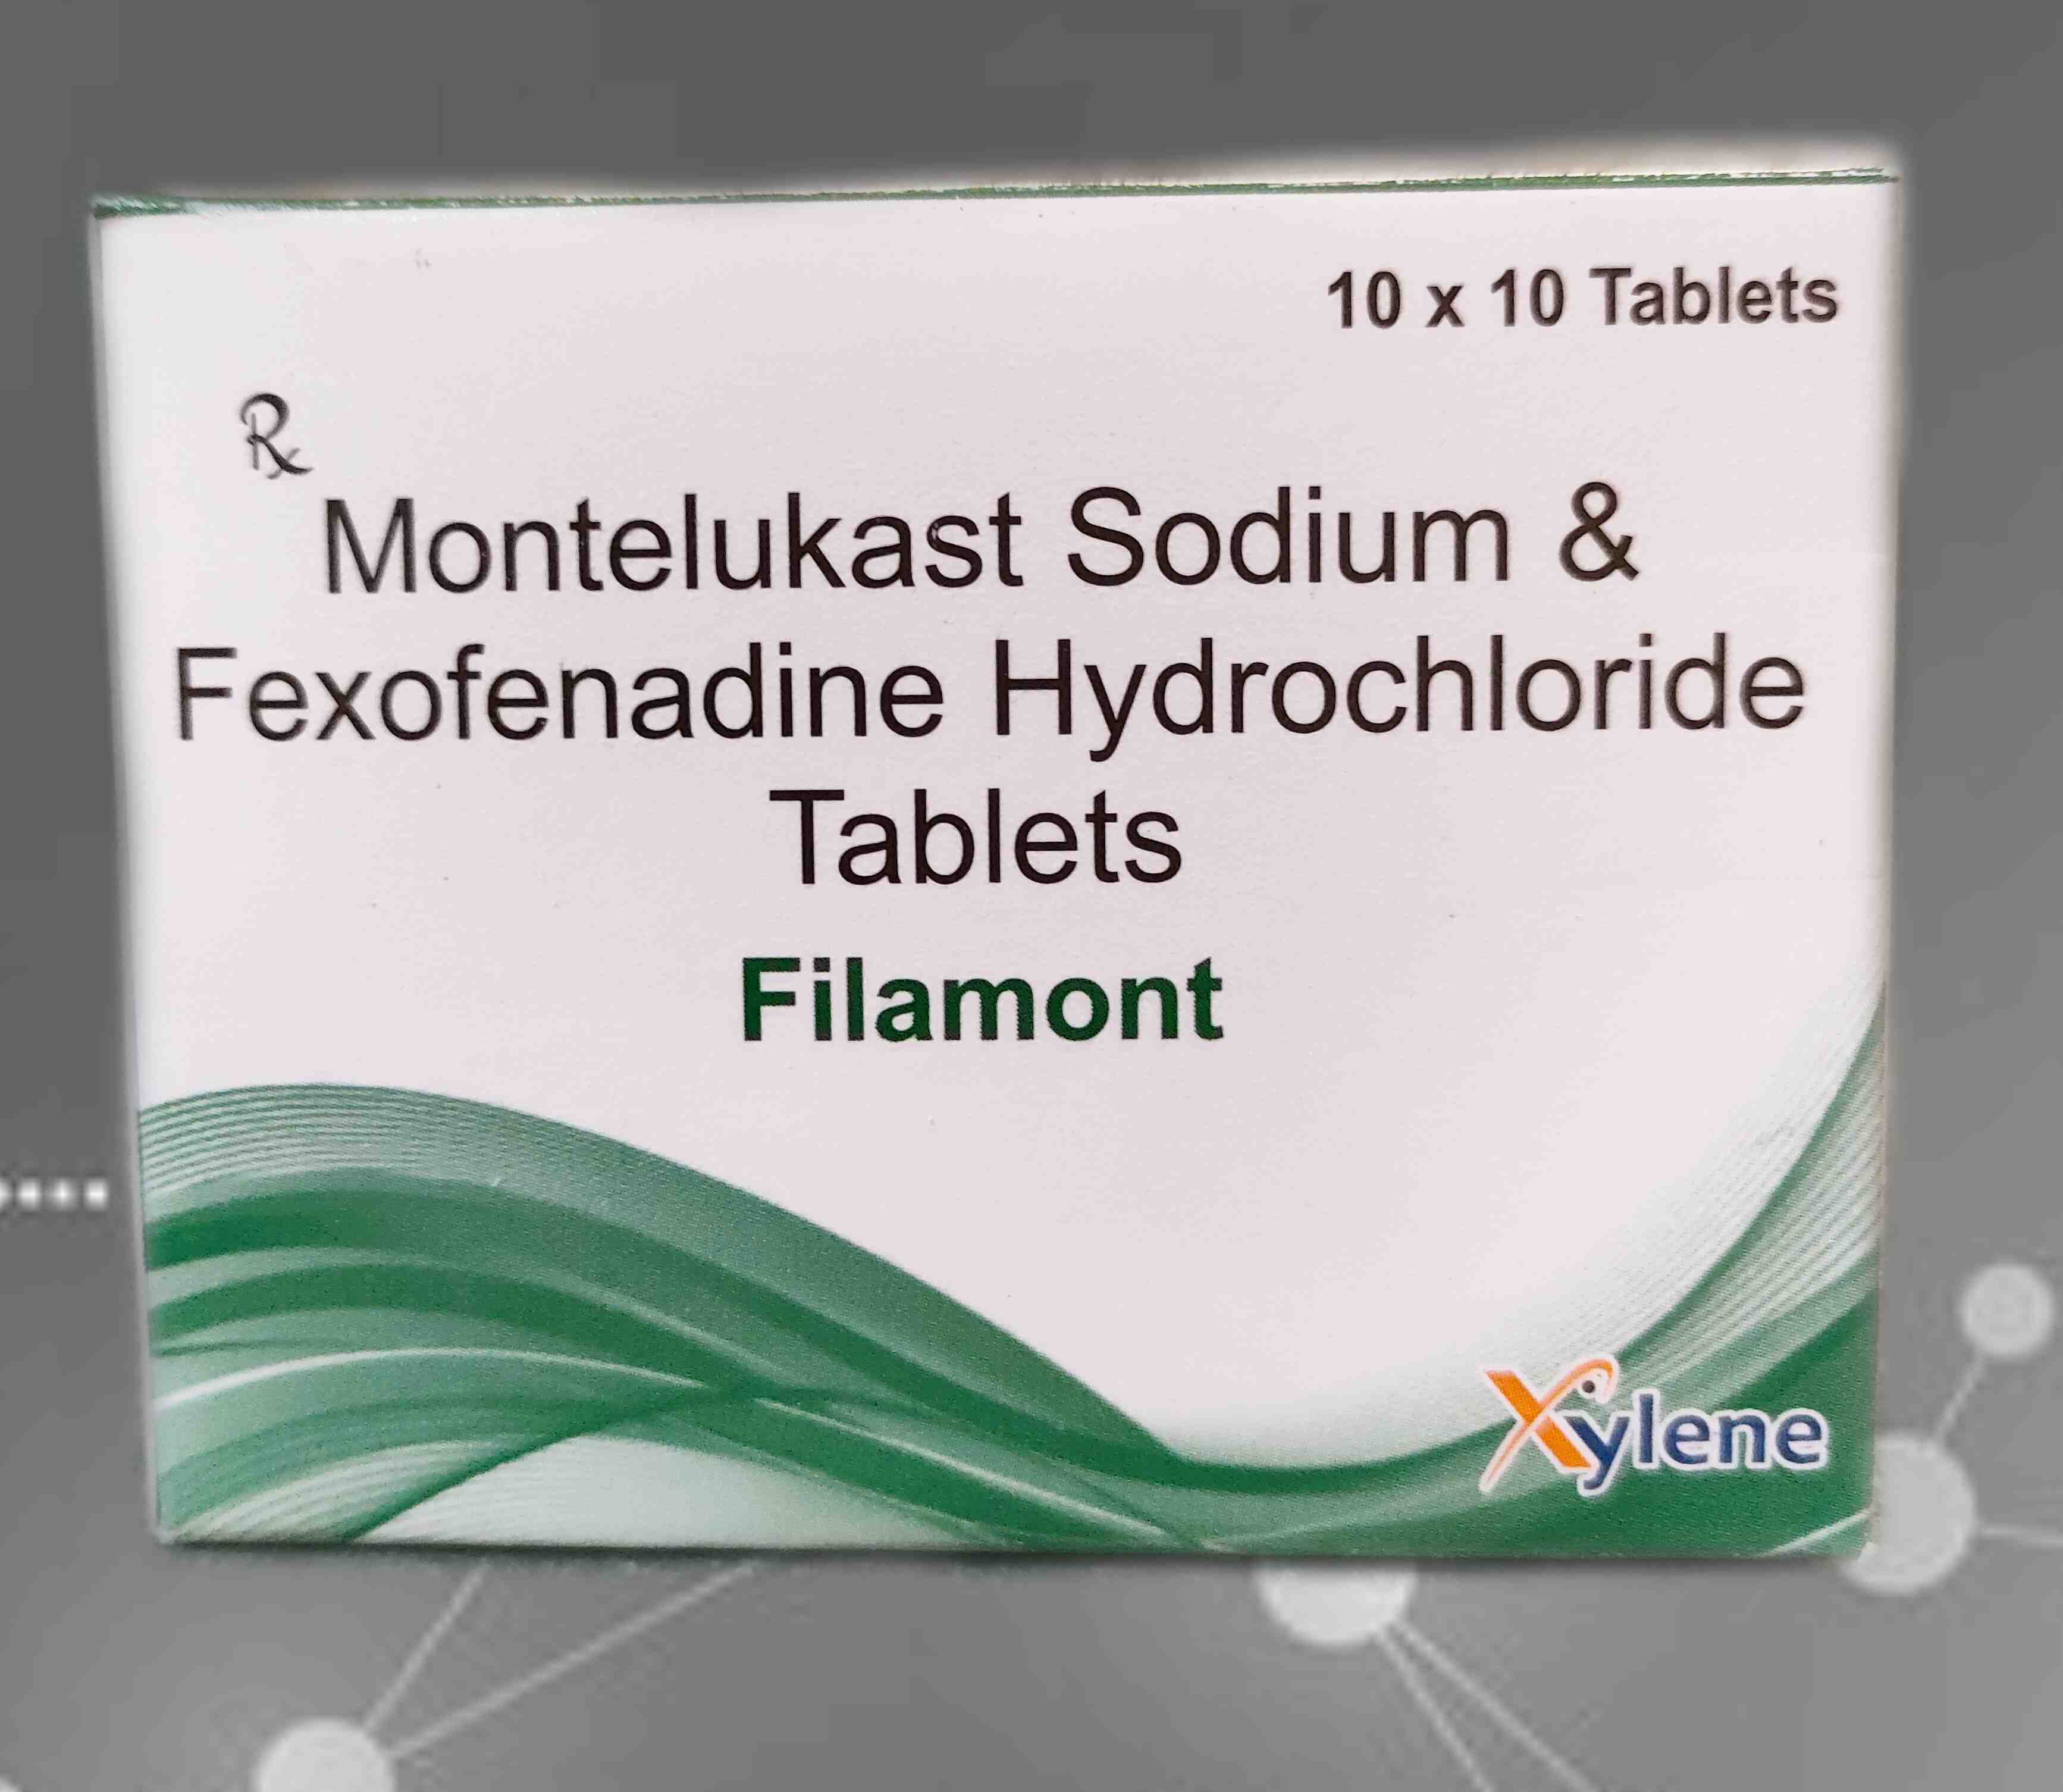 10 x 10 Tablets
Rx
Montelukast Sodium &
Fexofenadine Hydrochloride
Tablets
Filamont
Xylene